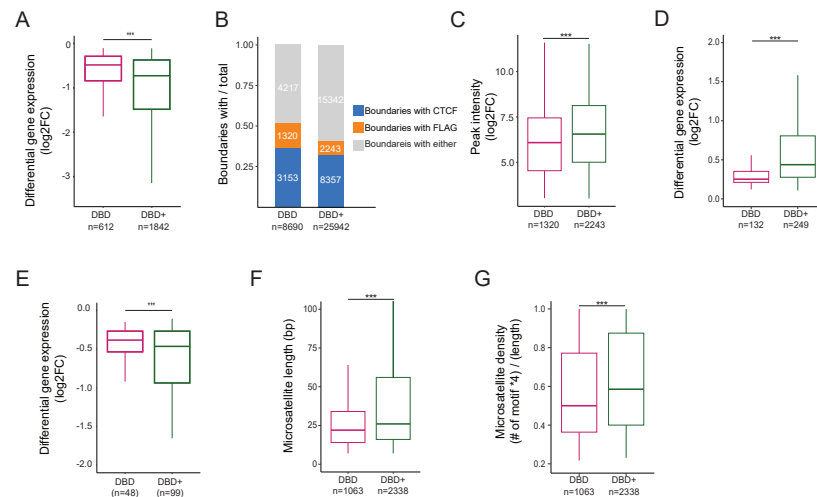 A
Differential gene expression
(log2FC)
-0
-1
-2
-3
***
DBD
n=612
DBD+
n=1842
B
Boundaries with / total
1.00
0.75
0.50
0.25
4217
1320
3153
15342
2243
8357
DBD
n=8690
DBD+
n=25942
Boundaries with CTCF
Boundaries with FLAG
Boundareis with either
C
Peak intensity
(log2FC)
10.0
7.5
5.0
***
DBD
n=1320
DBD+
n=2243
D
Differential gene expression
(log2FC)
2.0
1.5
1.0
0.5
0.0
***
DBD
n=132
DBD+
n=249
E
Differential gene expression
(log2FC)
0.0
-0.5
-1.0
-1.5
-2.0
***
DBD
(n=48)
DBD+
(n=99)
F
Microsatellite length (bp)
100
75
50
25
0
***
DBD
n=1063
DBD+
n=2338
G
Microsatellite density
(# of motif *4) / (length)
1.0
0.8
0.6
0.4
0.2
***
DBD
n=1063
DBD+
n=2338